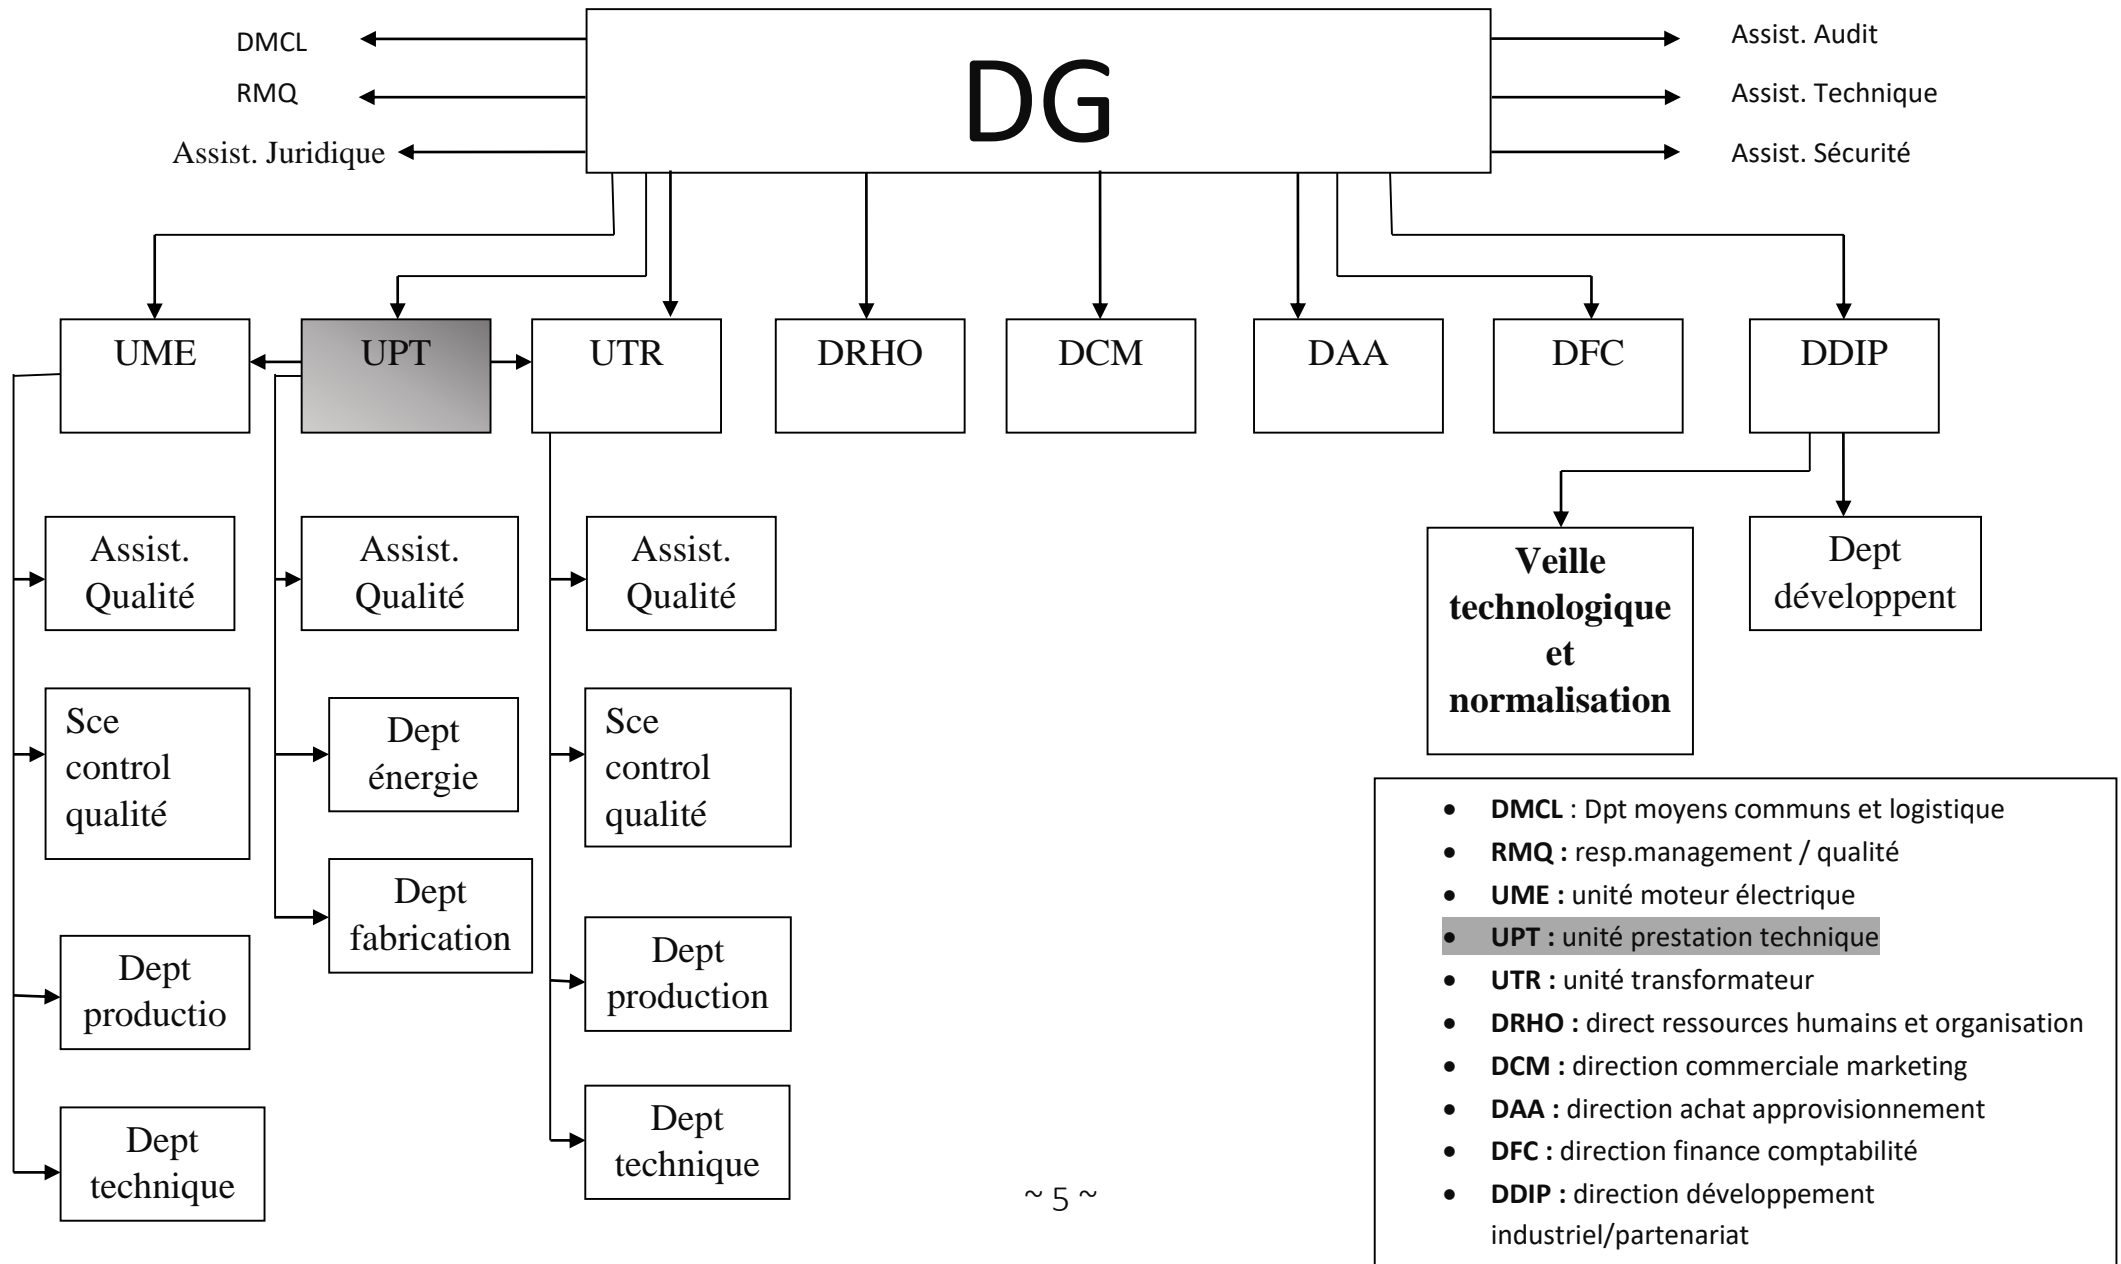 DMCL
RMQ
Assist. Juridique
DG
Assist. Audit
Assist. Technique
Assist. Sécurité
UME
UPT
UTR
DRHO
DCM
DAA
DFC
DDIP
Assist.
Qualité
Sce
control
qualité
Dept
productio
Dept
technique
Assist.
Qualité
Dept
énergie
Dept
fabrication
Assist.
Qualité
Sce
control
qualité
Dept
production
Dept
technique
Veille
technologique
et
normalisation
Dept
développent
• DMCL : Dpt moyens communs et logistique
• RMQ : resp.management / qualité
• UME : unité moteur électrique
• UPT : unité prestation technique
• UTR : unité transformateur
• DRHO : direct ressources humains et organisation
• DCM : direction commerciale marketing
• DAA : direction achat approvisionnement
• DFC : direction finance comptabilité
• DDIP : direction développement
industriel/partenariat
~ 5 ~